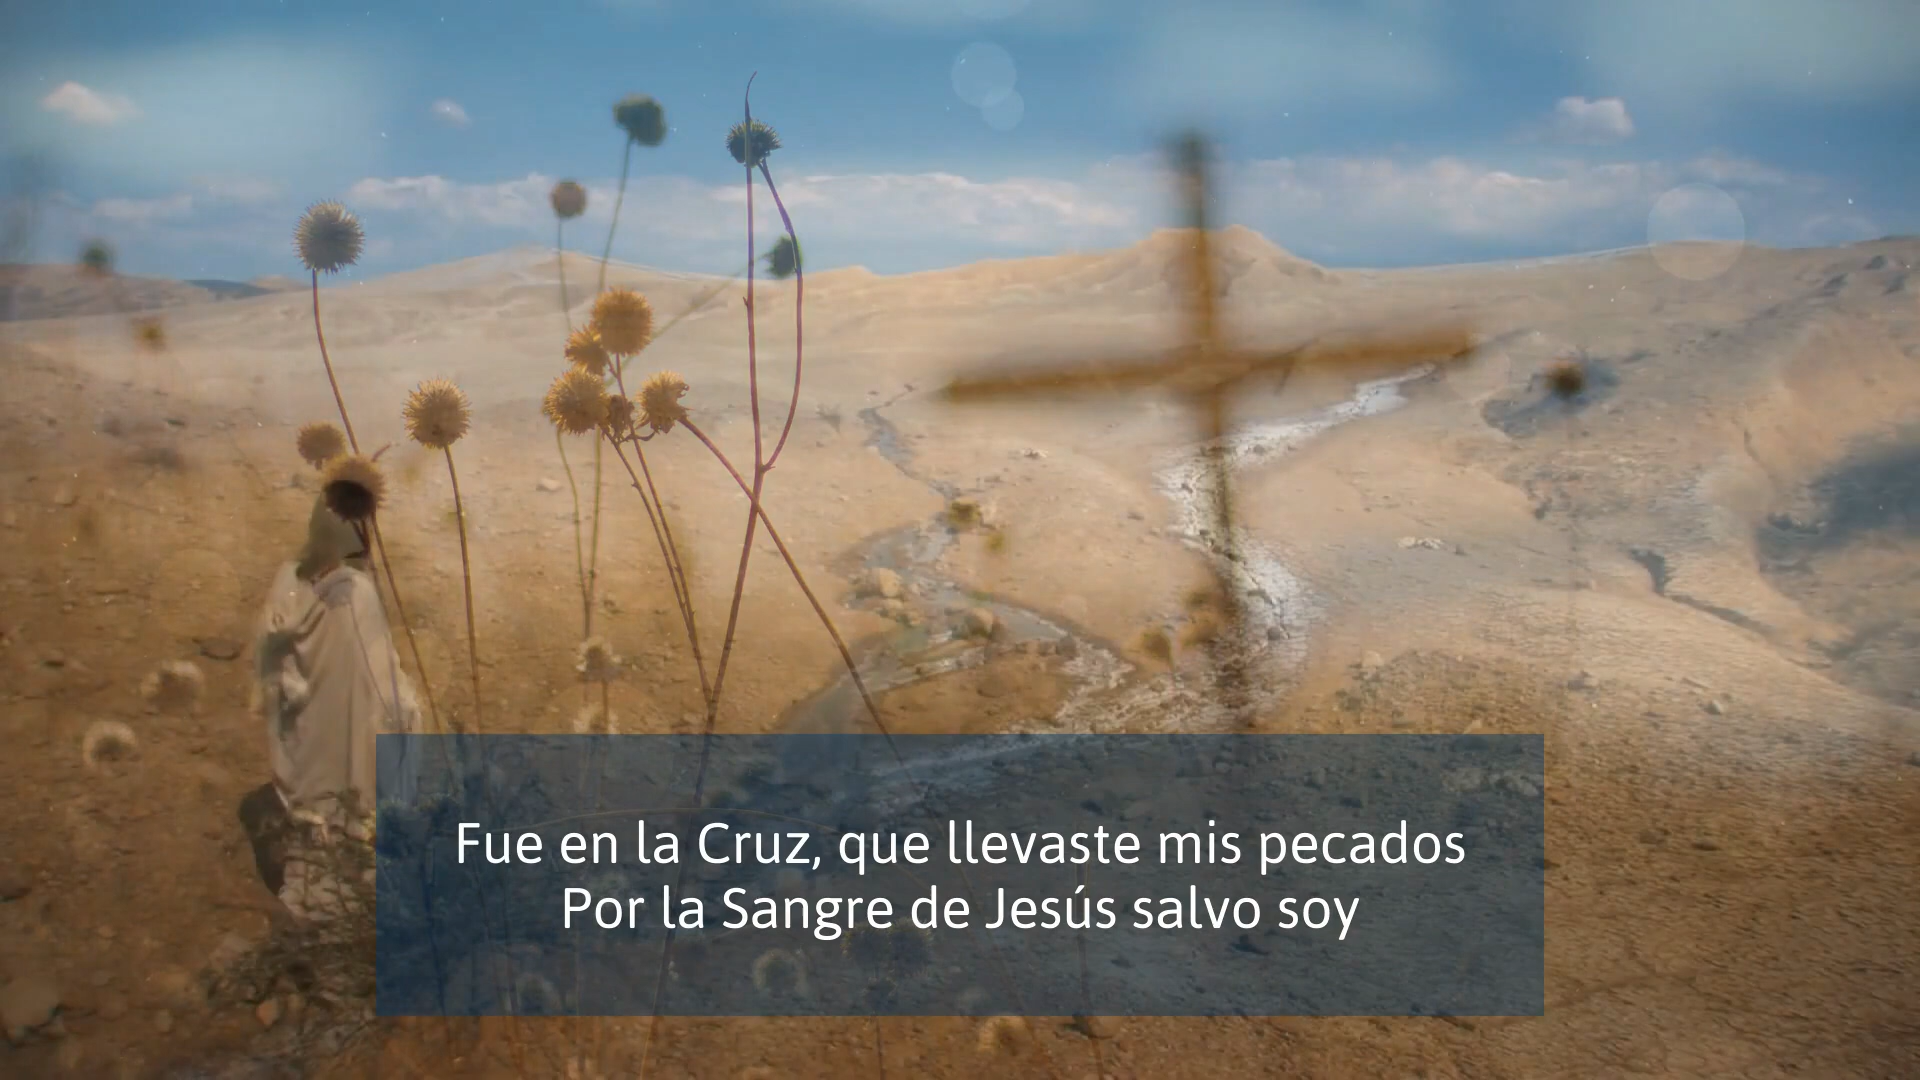 Fue en la Cruz, que llevaste mis pecados
Por la Sangre de Jesús salvo soy